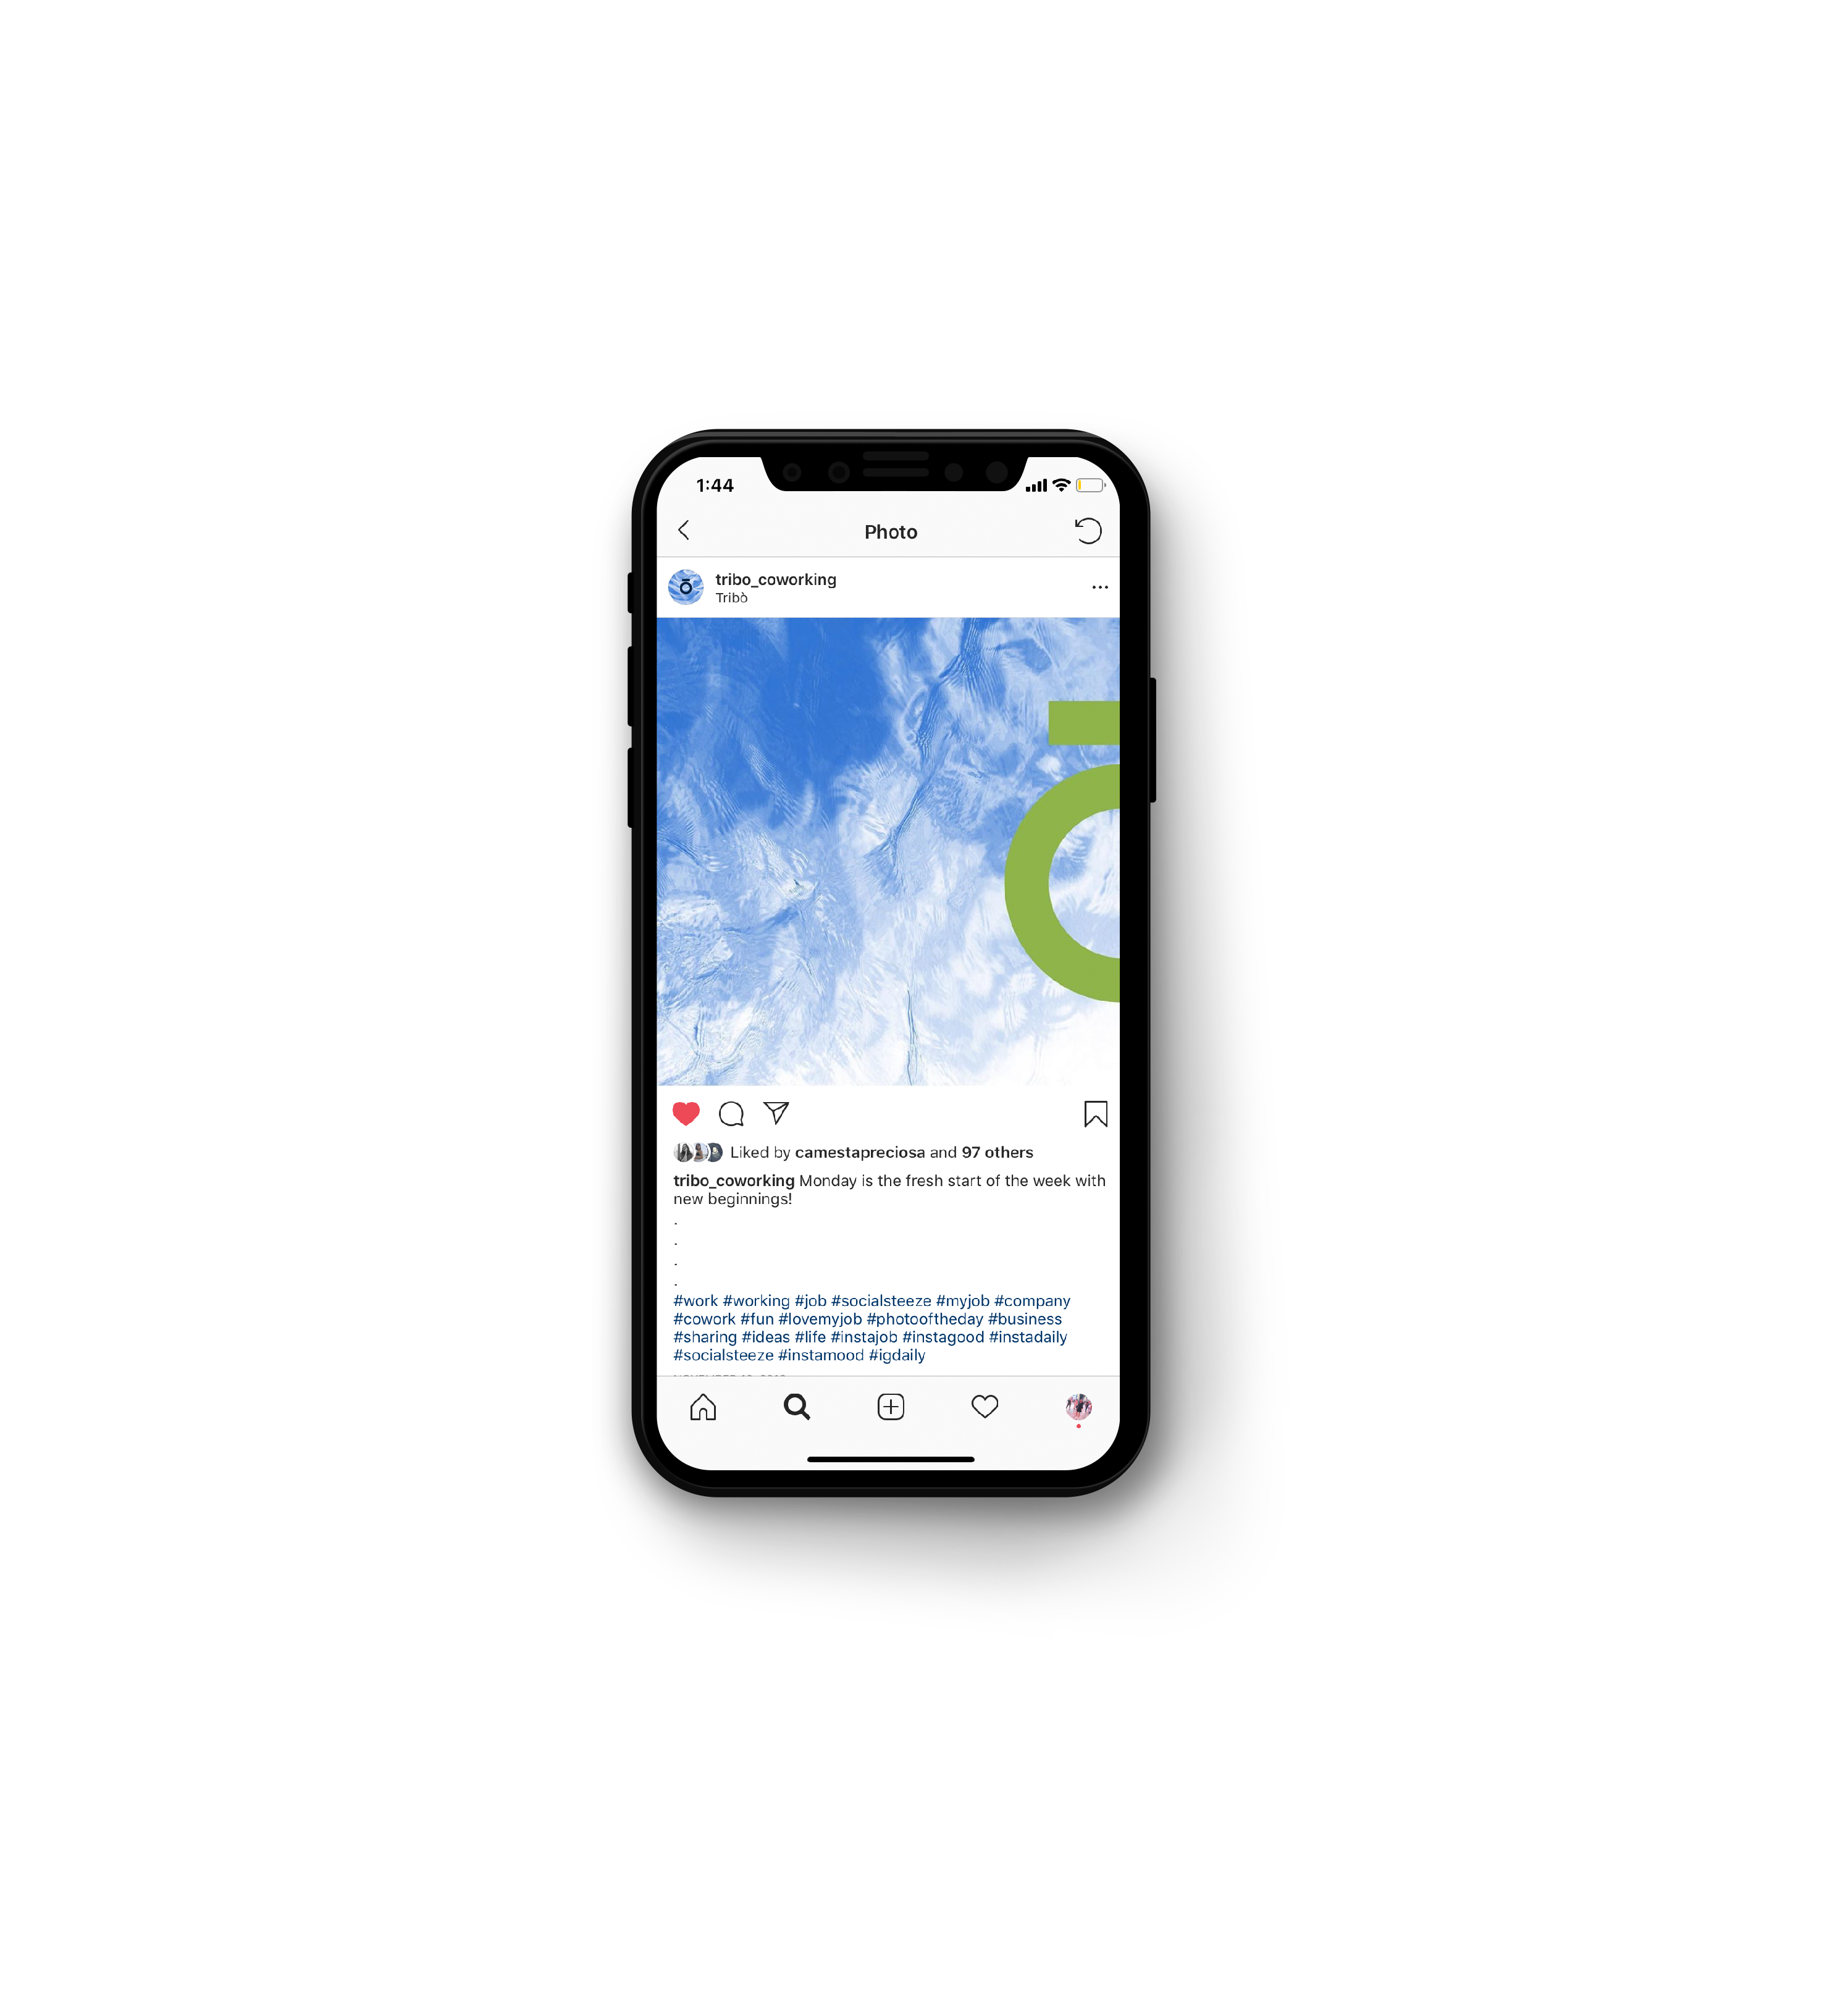 1:44
Photo
ō
tribo_coworking
Tribò
ō
Liked by camestapreciosa and 97 others
tribo_coworking Monday is the fresh start of the week with
new beginnings!
.
.
.
.
#work #working #job #socialsteeze #myjob #company
#cowork #fun #lovemyjob #photooftheday #business
#sharing #ideas #life #instajob #instagood #instadaily
#socialsteeze #instamood #igdaily